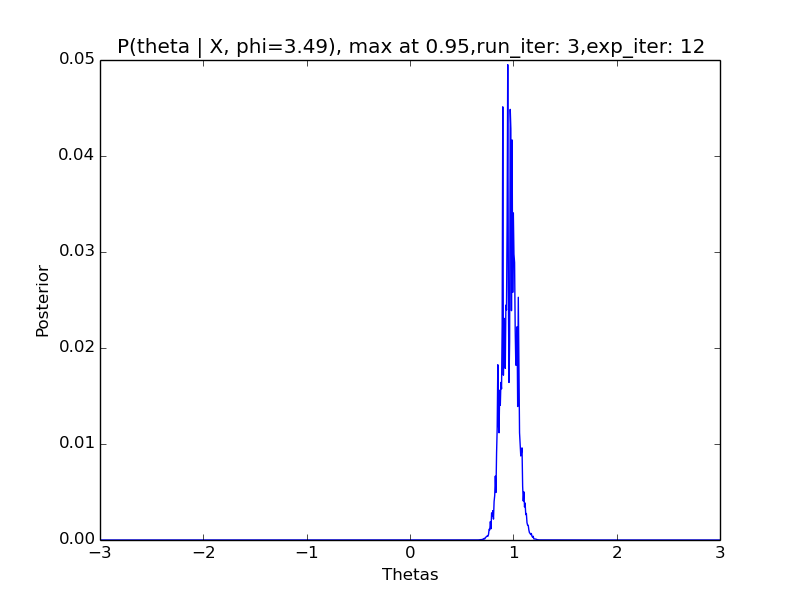 P(theta | X, phi=3.49), max at 0.95,run_iter: 3,exp_iter: 12
0.05
0.04
0.03
0.02
0.01
0.00
Posterior
−3 −2 −1 0 1 2 3
Thetas